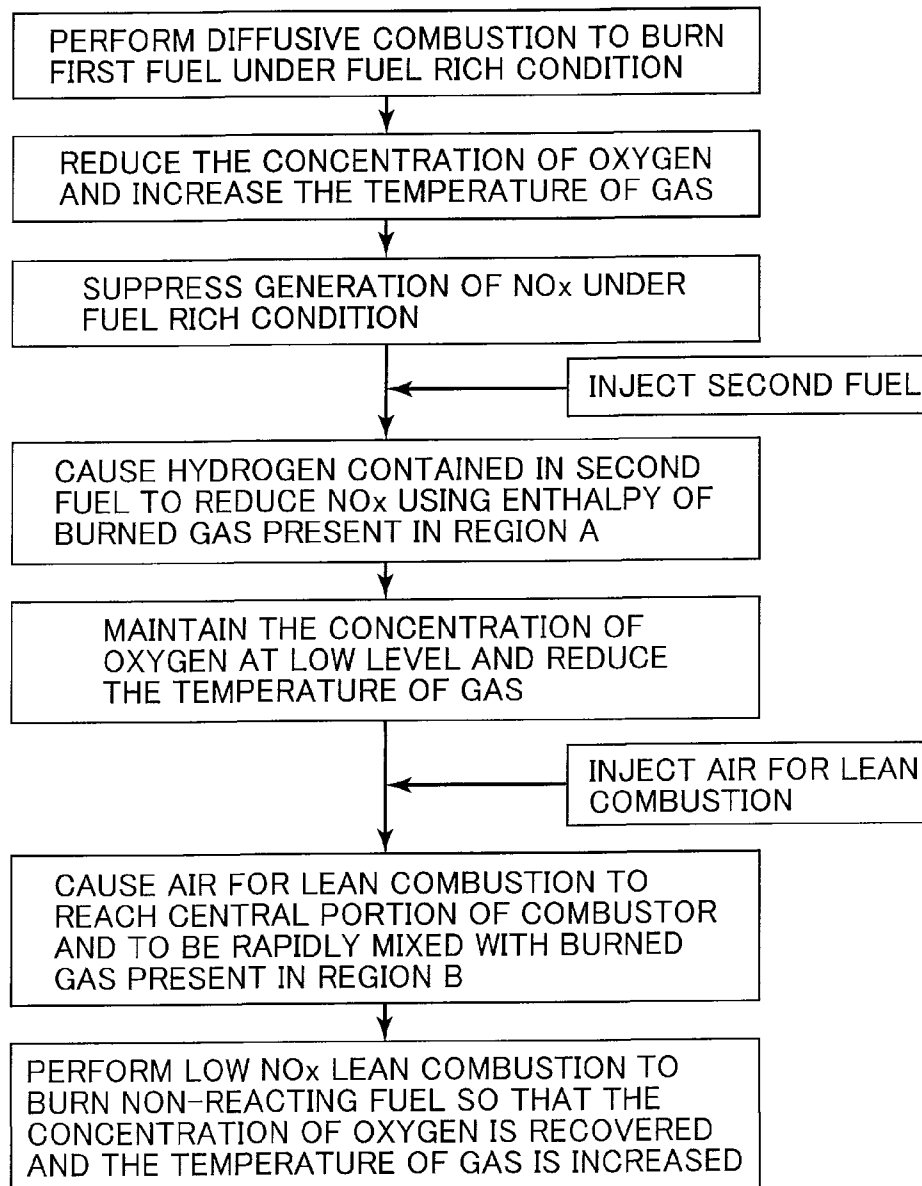 PERFORM DIFFUSIVE COMBUSTION TO BURN
FIRST FUEL UNDER FUEL RICH CONDITION
REDUCE THE CONCENTRATION OF OXYGEN
AND INCREASE THE TEMPERATURE OF GAS
SUPPRESS GENERATION OF NOx UNDER
FUEL RICH CONDITION
INJECT SECOND FUEL
CAUSE HYDROGEN CONTAINED IN SECOND
FUEL TO REDUCE NOx USING ENTHALPY OF
BURNED GAS PRESENT IN REGION A
MAINTAIN THE CONCENTRATION OF
OXYGEN AT LOW LEVEL AND REDUCE
THE TEMPERATURE OF GAS
INJECT AIR FOR LEAN
COMBUSTION
CAUSE AIR FOR LEAN COMBUSTION TO
REACH CENTRAL PORTION OF COMBUSTOR
AND TO BE RAPIDLY MIXED WITH BURNED
GAS PRESENT IN REGION B
PERFORM LOW NOx LEAN COMBUSTION TO
BURN NON-REACTING FUEL SO THAT THE
CONCENTRATION OF OXYGEN IS RECOVERED
AND THE TEMPERATURE OF GAS IS INCREASED